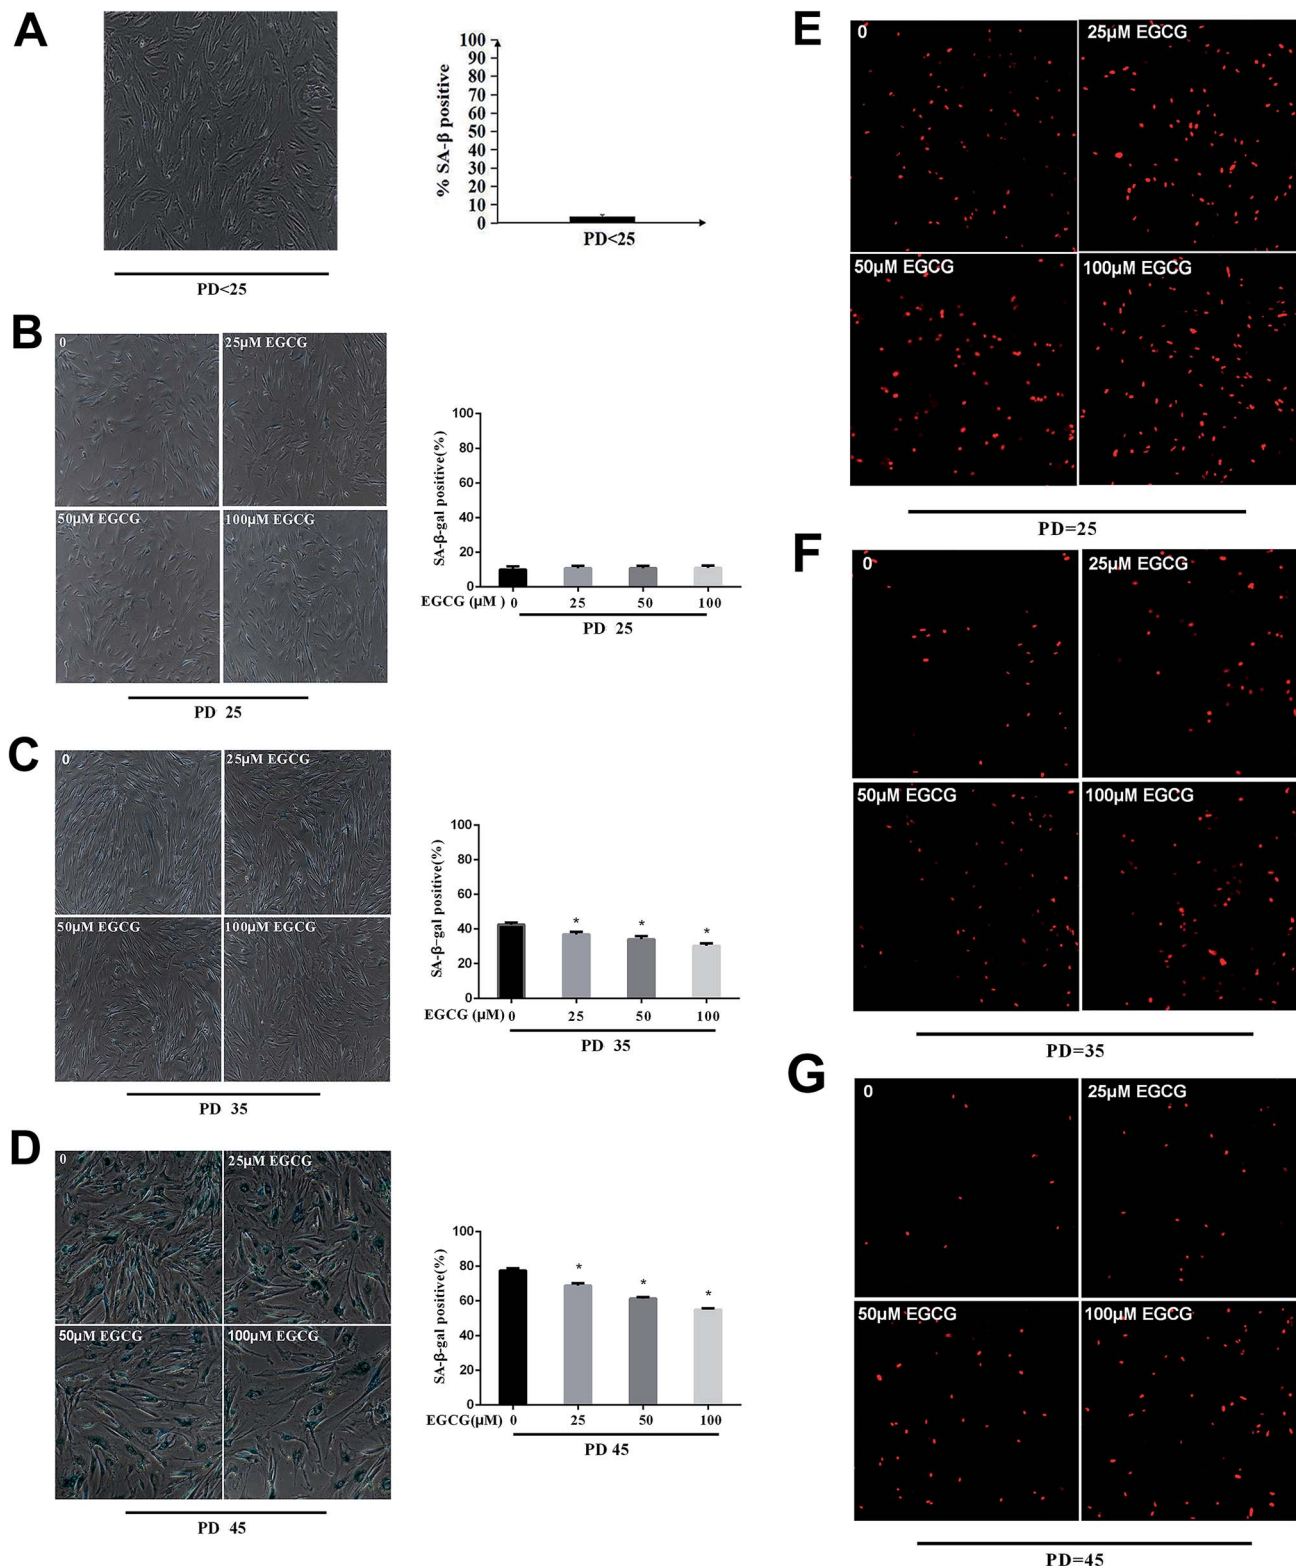 A
100
90
80
70
60
50
40
30
20
10
0
% SA-β positive
PD<25
PD<25
B
0
25µM EGCG
50µM EGCG
100µM EGCG
PD 25
100
80
60
40
20
0
SA-β-gal positive(%)
EGCG (µM ) 0 25 50 100
PD 25
C
0
25µM EGCG
50µM EGCG
100µM EGCG
PD 35
100
80
60
40
20
0
SA-β-gal positive(%)
* * *
EGCG (µM) 0 25 50 100
PD 35
D
0
25µM EGCG
50µM EGCG
100µM EGCG
PD 45
100
80
60
40
20
0
SA-β-gal positive(%)
* * *
EGCG(µM) 0 25 50 100
PD 45
E
0
25µM EGCG
50µM EGCG
100µM EGCG
PD=25
F
0
25µM EGCG
50µM EGCG
100µM EGCG
PD=35
G
0
25µM EGCG
50µM EGCG
100µM EGCG
PD=45